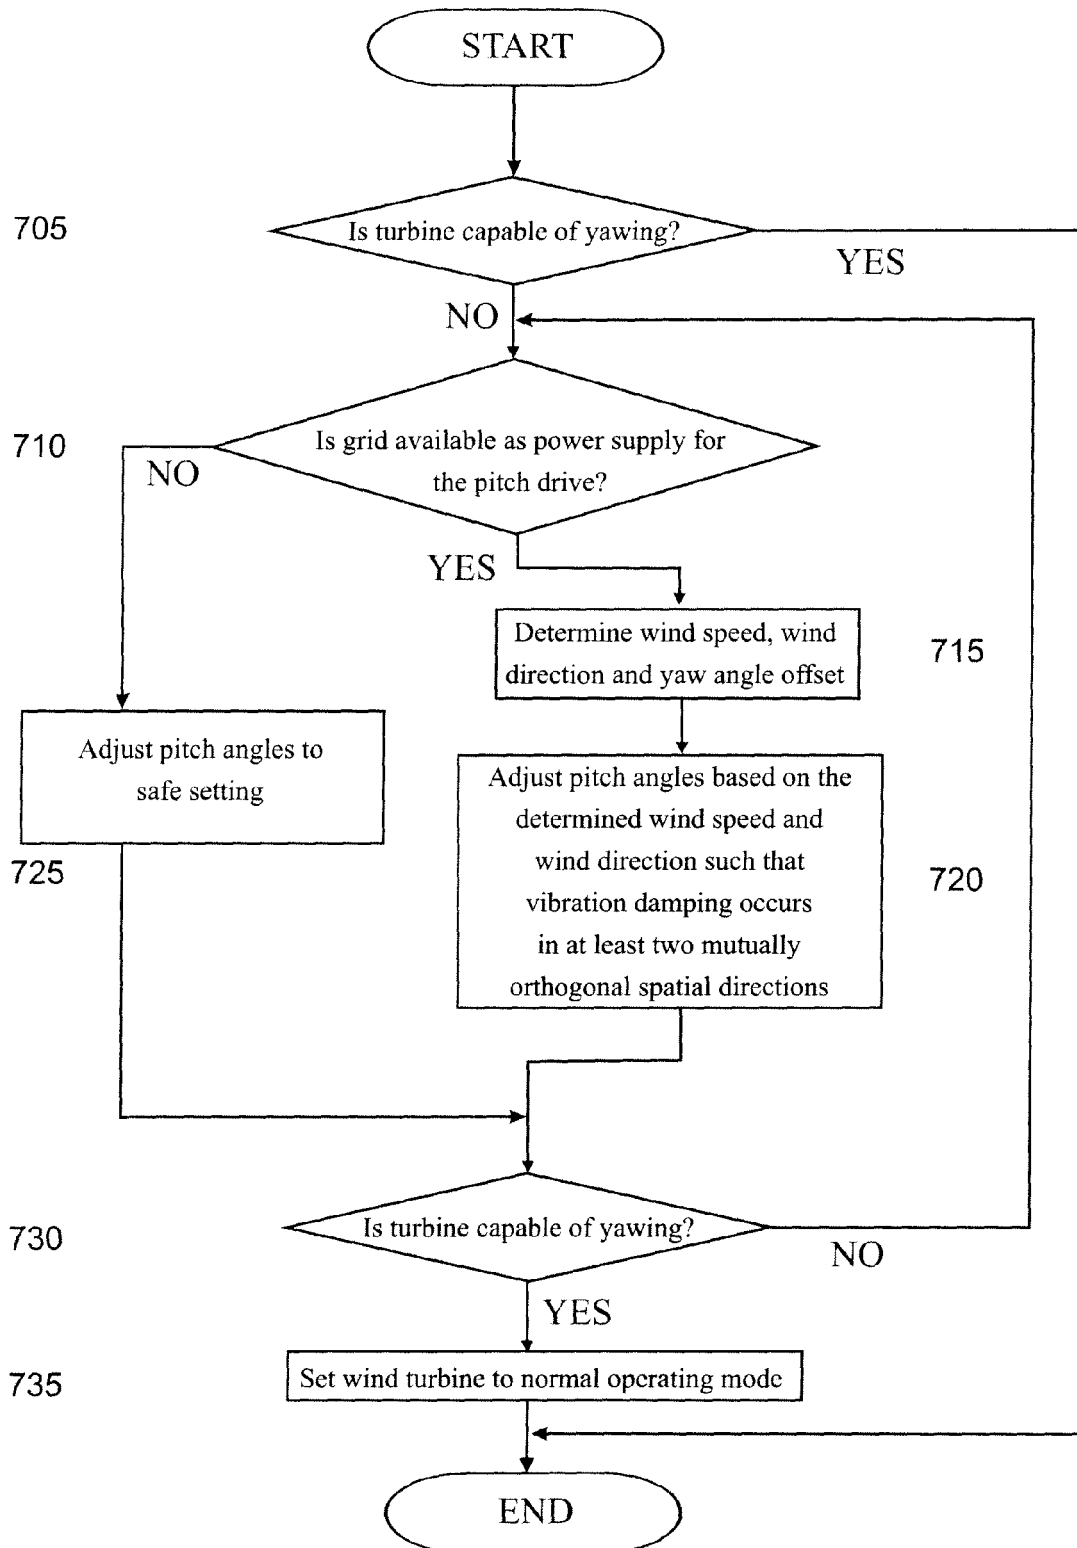 START
705
Is turbine capable of yawing?
YES
NO
710
Is grid available as power supply for
the pitch drive?
NO
YES
Determine wind speed, wind
direction and yaw angle offset
715
Adjust pitch angles to
safe setting
725
Adjust pitch angles based on the
determined wind speed and
wind direction such that
vibration damping occurs
in at least two mutually
orthogonal spatial directions
720
730
Is turbine capable of yawing?
NO
YES
735
Set wind turbine to normal operating mode
END